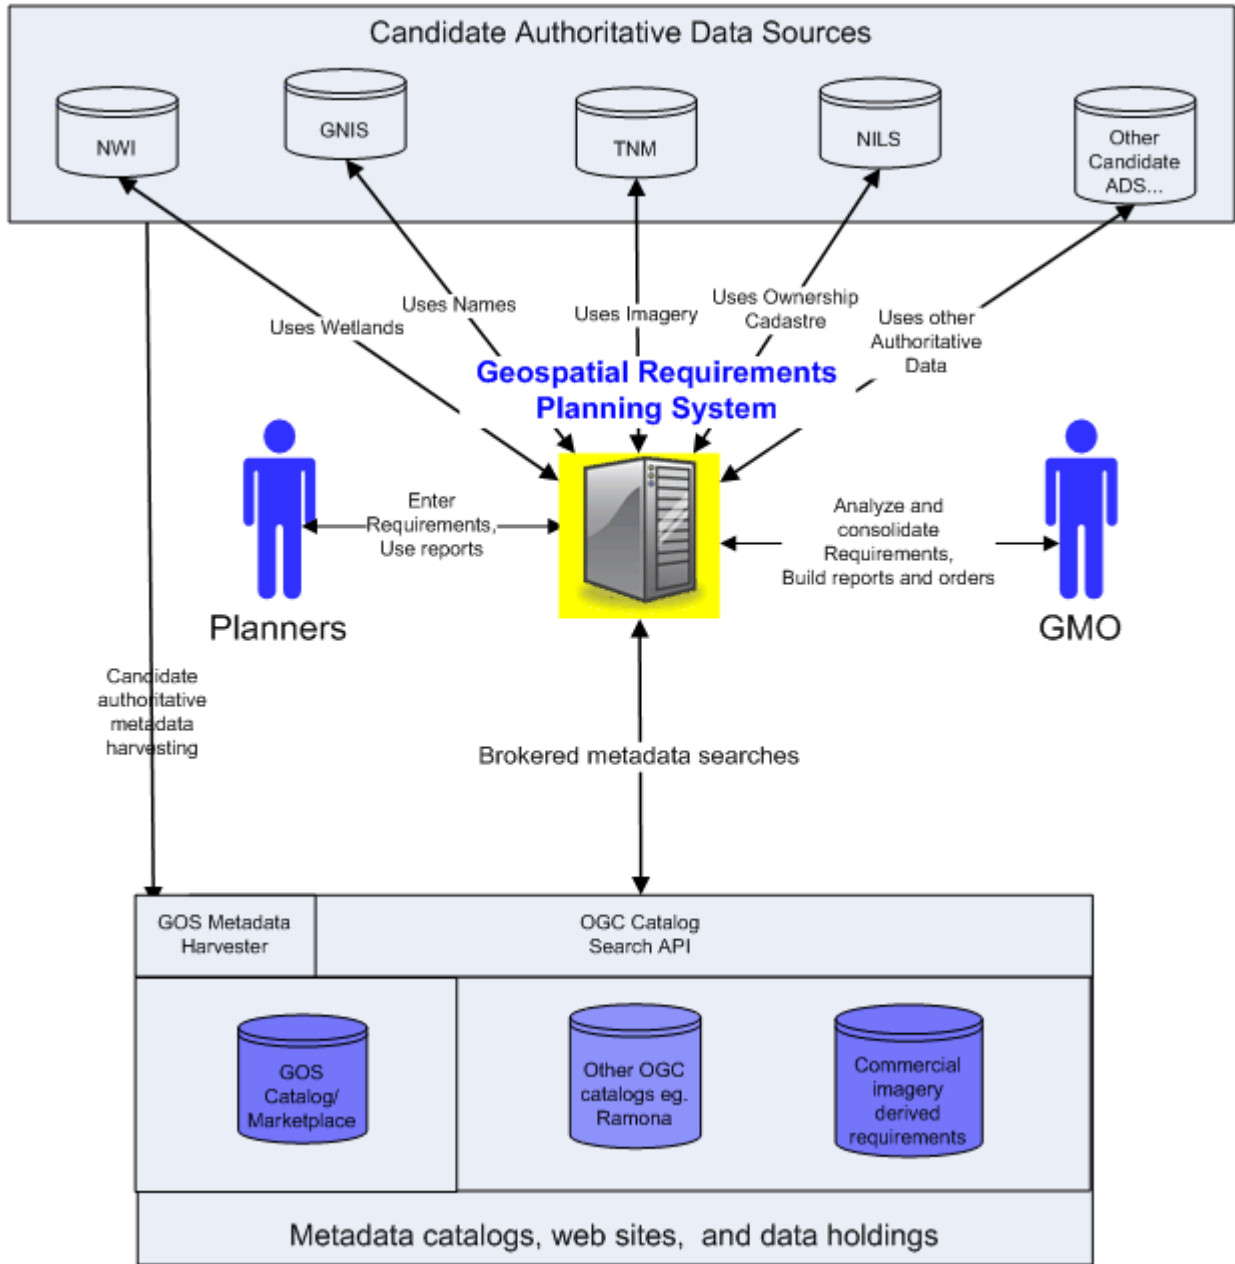 Candidate Authoritative Data Sources
NWI
GNIS
TNM
NILS
Other
Candidate
ADS...
Uses Wetlands
Uses Names
Uses Imagery
Uses Ownership
Cadastre
Uses other
Authoritative
Data
Geospatial Requirements
Planning System
Enter
Requirements,
Use reports
Analyze and
consolidate
Requirements,
Build reports and orders
Planners
GMO
Candidate
authoritative
metadata
harvesting
Brokered metadata searches
GOS Metadata
Harvester
OGC Catalog
Search API
GOS
Catalog/
Marketplace
Other OGC
catalogs eg.
Ramona
Commercial
imagery
derived
requirements
Metadata catalogs, web sites,  and data holdings